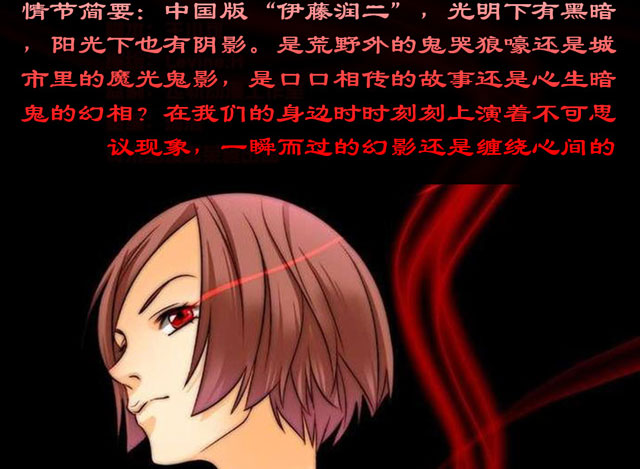 情节简要：中国版“伊藤润二”，光明下有黑暗
，阳光下也有阴影。是荒野外的鬼哭狼嚎还是城
市里的魔光鬼影，是口口相传的故事还是心生暗
鬼的幻相？在我们的身边时时刻刻上演着不可思
议现象，一瞬而过的幻影还是缠绕心间的